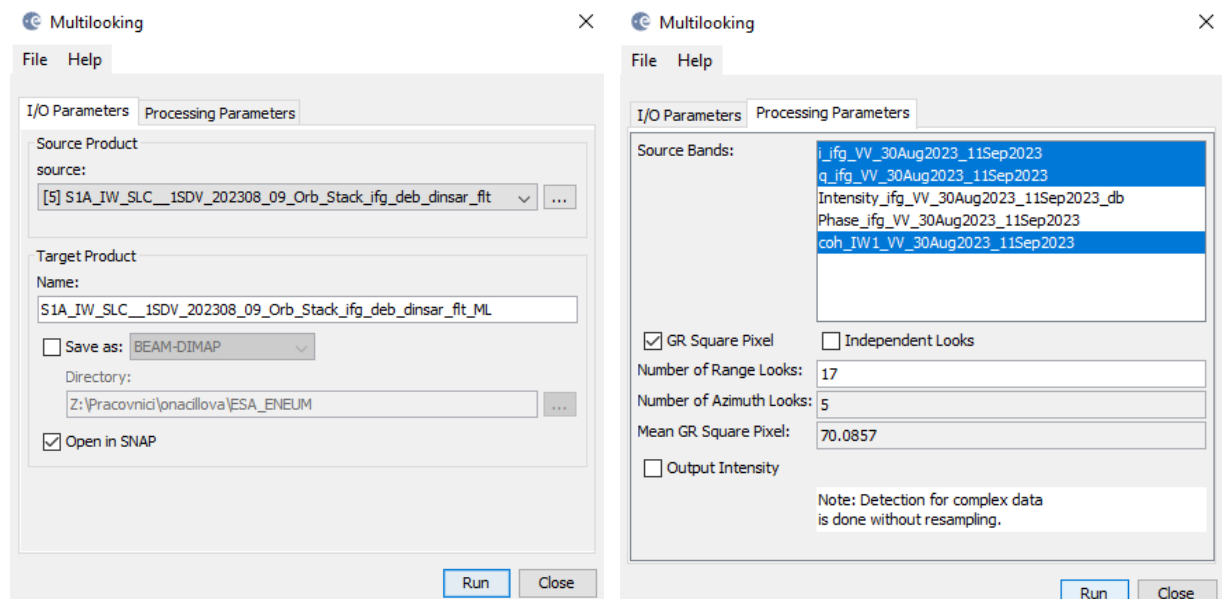 Multilooking
File Help
I/O Parameters Processing Parameters
Source Product
source:
[5] S1A_IW_SLC__1SDV_202308_09_Orb_Stack_ifg_deb_dinsar_flt ...
Target Product
Name:
S1A_IW_SLC__1SDV_202308_09_Orb_Stack_ifg_deb_dinsar_flt_ML
Save as: BEAM-DIMAP
Directory:
Z:\Pracovnici\onacillova\ESA_ENEUM ...
Open in SNAP
Run Close
Multilooking
File Help
I/O Parameters Processing Parameters
Source Bands:
i_ifg_VV_30Aug2023_11Sep2023
q_ifg_VV_30Aug2023_11Sep2023
Intensity_ifg_VV_30Aug2023_11Sep2023_db
Phase_ifg_VV_30Aug2023_11Sep2023
coh_IW1_VV_30Aug2023_11Sep2023
GR Square Pixel Independent Looks
Number of Range Looks: 17
Number of Azimuth Looks: 5
Mean GR Square Pixel: 70.0857
Output Intensity
Note: Detection for complex data
is done without resampling.
Run Close